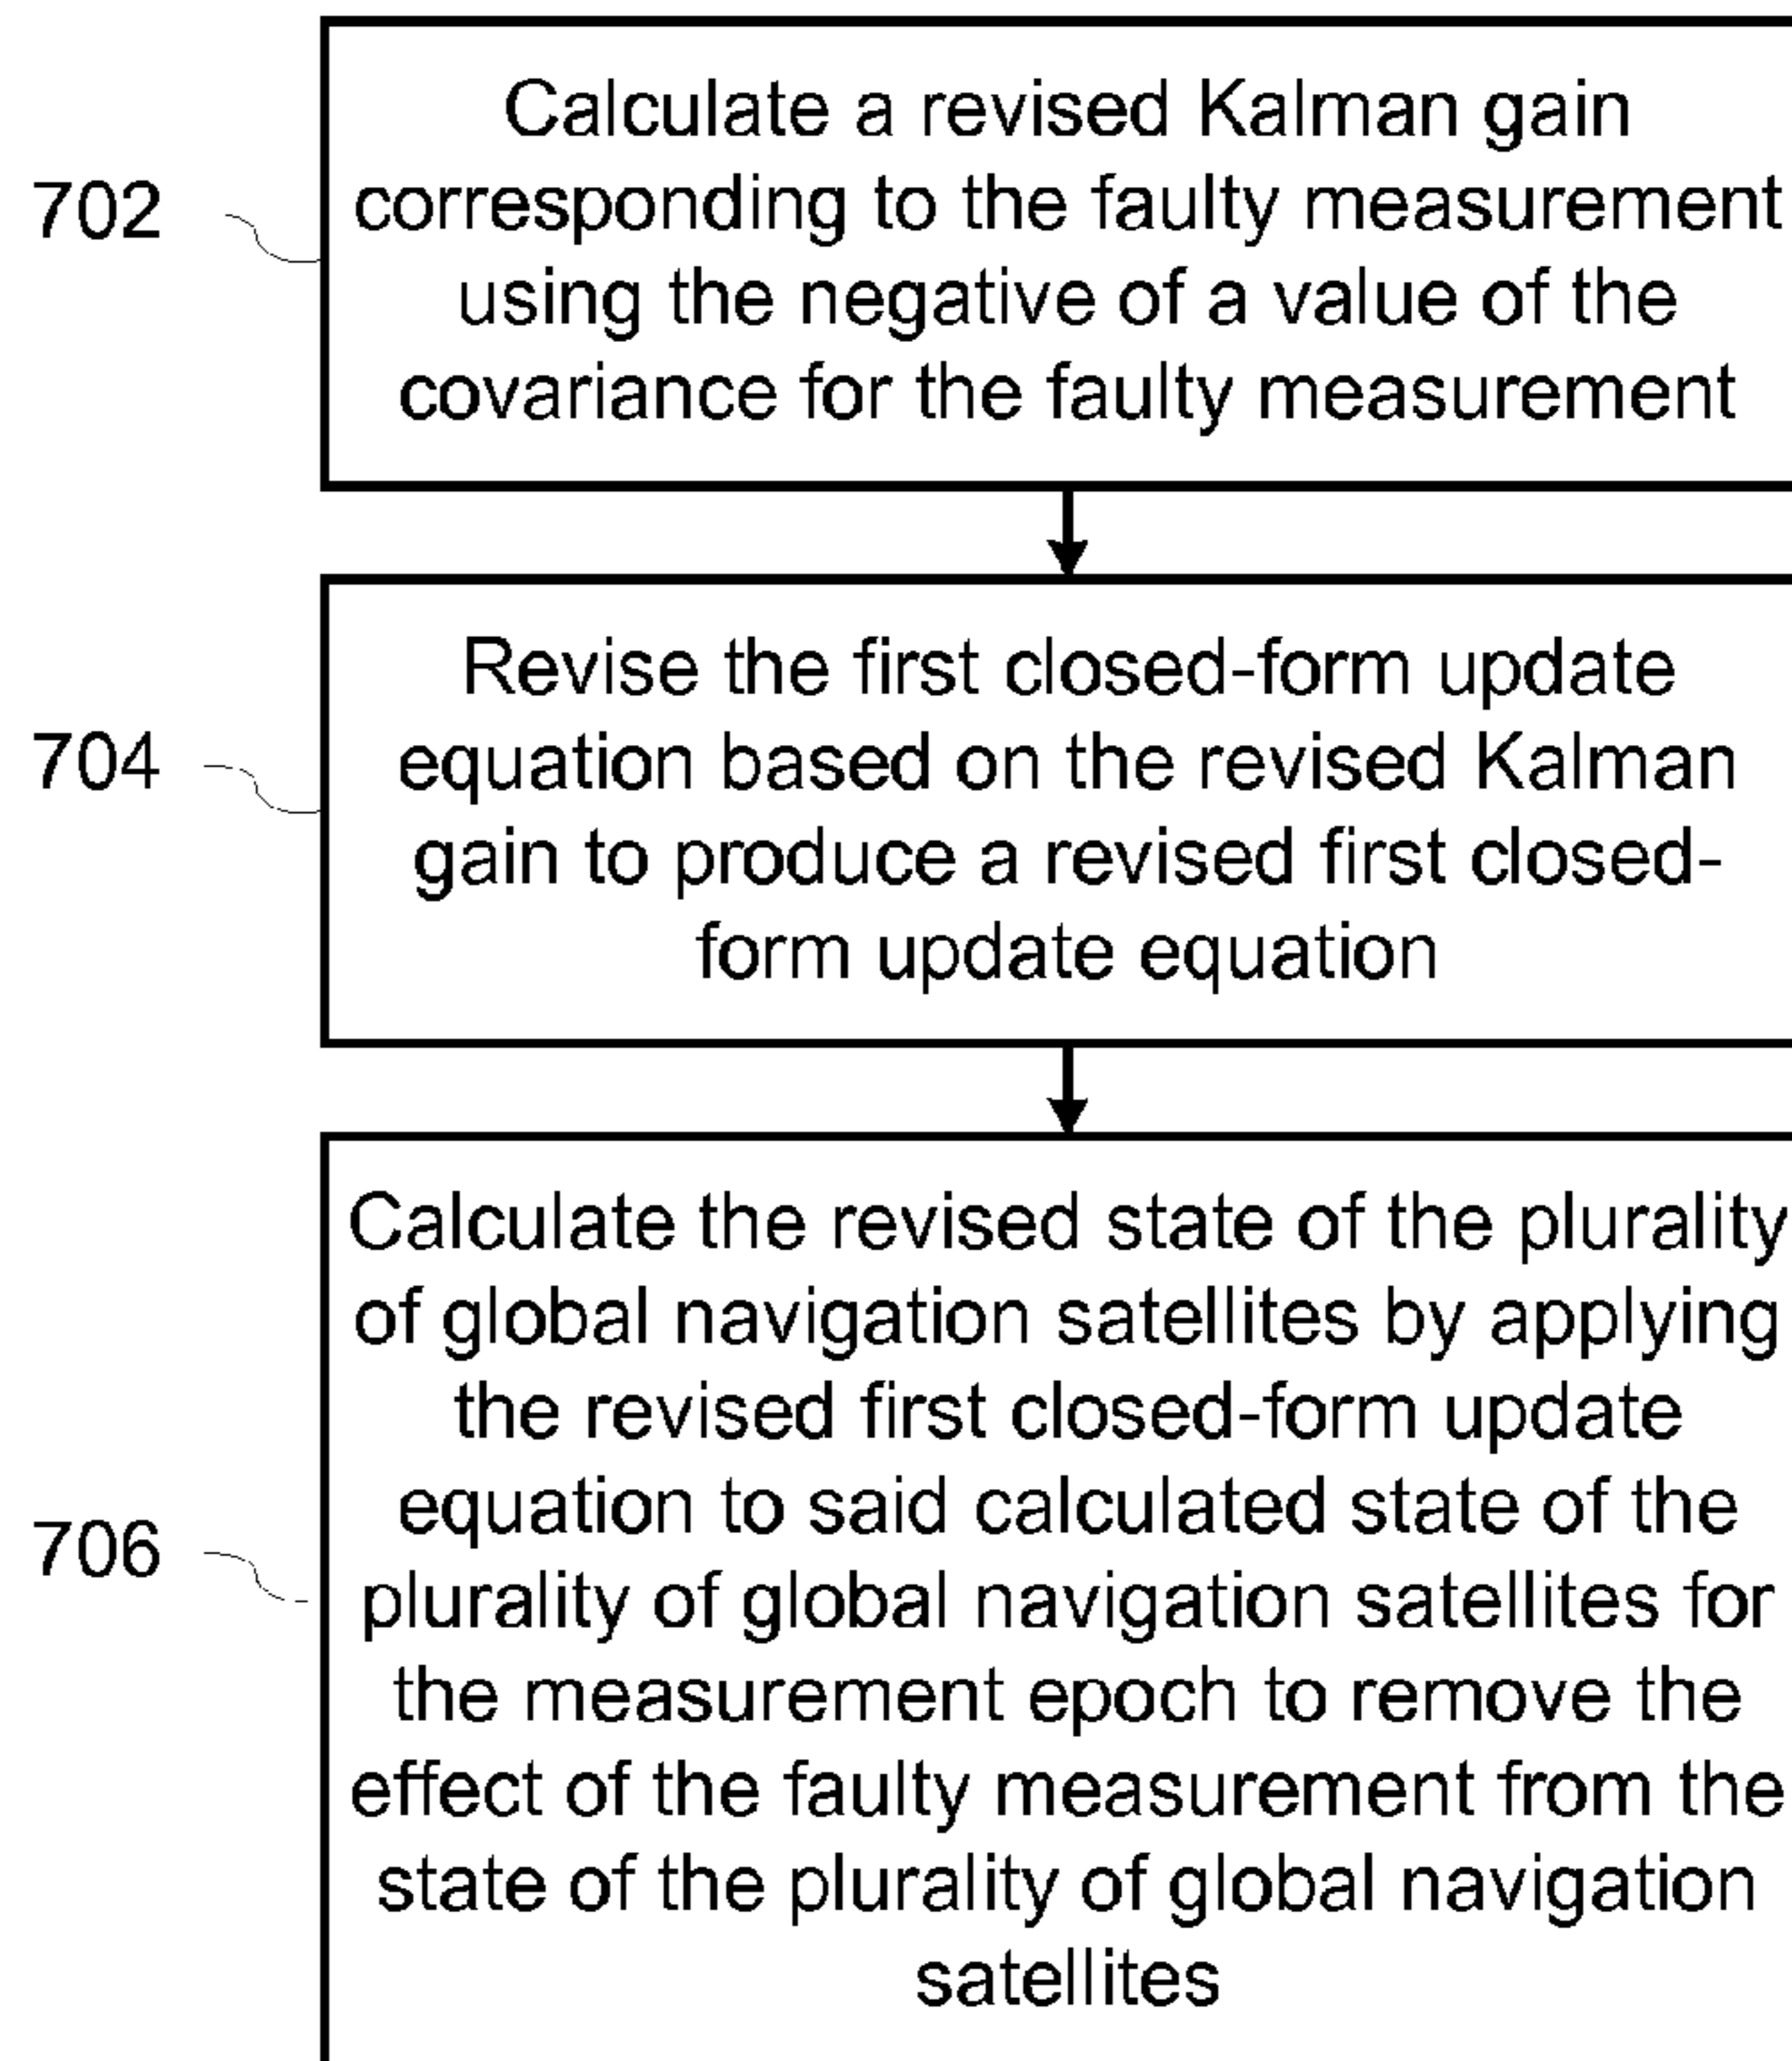 Calculate a revised Kalman gain
702
corresponding to the faulty measurement
using the negative of a value of the
covariance for the faulty measurement
Revise the first closed-form update
704
equation based on the revised Kalman
gain to produce a revised first closed-
form update equation
Calculate the revised state of the plurality
of global navigation satellites by applying
the revised first closed-form update
equation to said calculated state of the
706
plurality of global navigation satellites for
the measurement epoch to remove the
effect of the faulty measurement from the
state of the plurality of global navigation
satellites